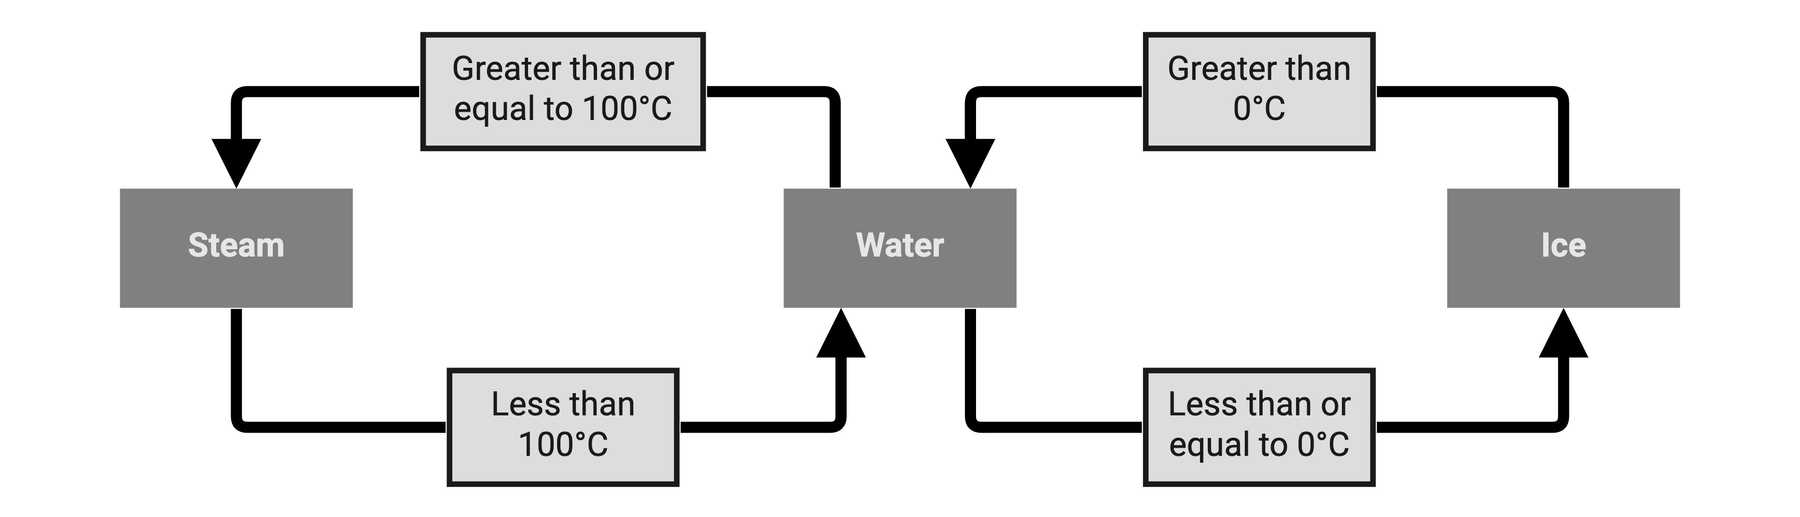 Greater than or
equal to 100°C
Greater than
0°C
Steam
Water
Ice
Less than
100°C
Less than or
equal to 0°C